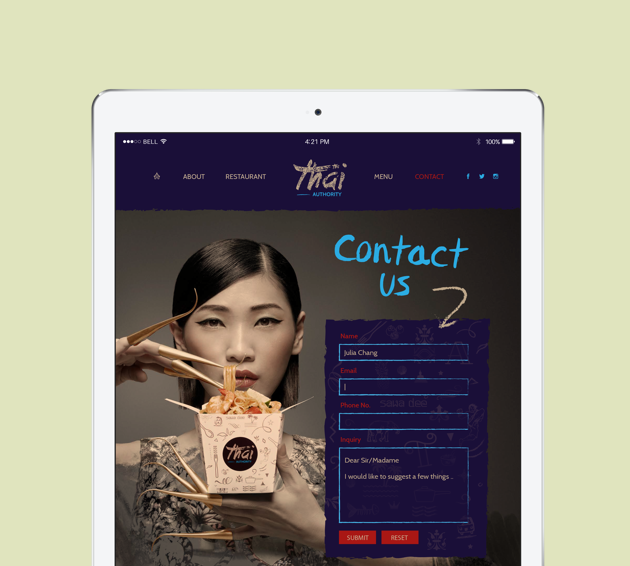 BELL
4:21 PM
100%
ABOUT
RESTAURANT
Thai
AUTHORITY
MENU
CONTACT
Contact
us
Name
Julia Chang
Email
Phone No.
Inquiry
Dear Sir/Madame
I would like to suggest a few things .
SUBMIT
RESET
Thai
AUTHORITY